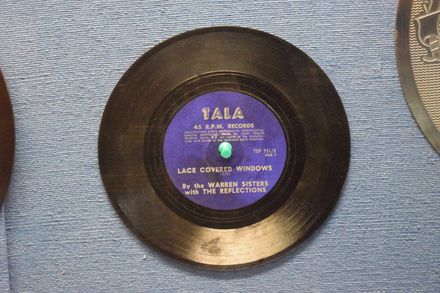 TALA
45 R.P.M. RECORDS
TSP 731/2
LACE COVERED WINDOWS
By the WARREN SISTERS
with THE REFLECTIONS